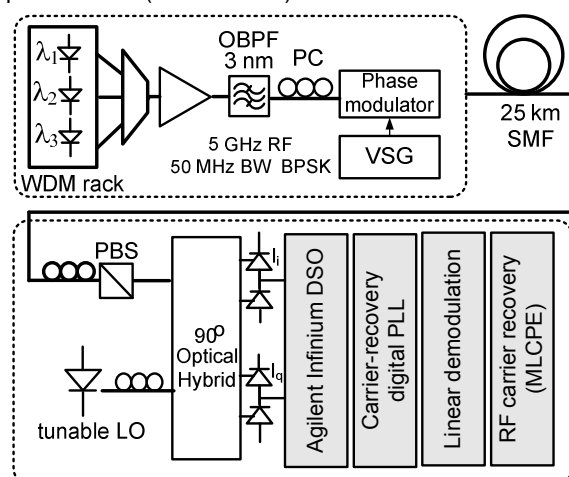 λ1
λ2
λ3
WDM rack
OBPF
3 nm
PC
Phase
modulator
5 GHz RF
50 MHz BW BPSK
VSG
25 km
SMF
PBS
tunable LO
90º
Optical
Hybrid
Ii
Iq
Agilent Infinium DSO
Carrier-recovery
digital PLL
Linear demodulation
RF carrier recovery
(MLCPE)